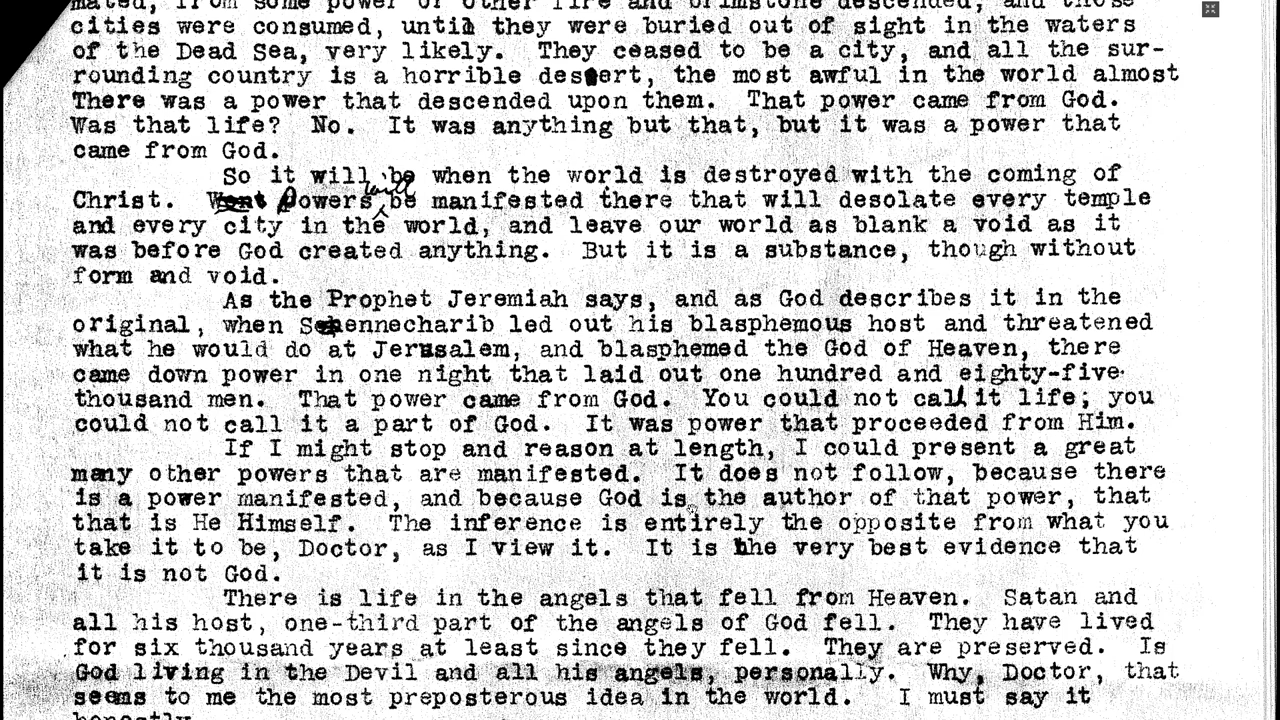 mated, from some power or other fire and brimstone descended, and those
cities were consumed, until they were buried out of sight in the waters
of the Dead Sea, very likely.  They ceased to be a city, and all the sur-
rounding country is a horrible desert, the most awful in the world almost
There was a power that descended upon them.  That power came from God.
Was that life?  No.  It was anything but that, but it was a power that
came from God.
So it will be when the world is destroyed with the coming of
Christ.  Powers will be manifested there that will desolate every temple
and every city in the world, and leave our world as blank a void as it
was before God created anything.  But it is a substance, though without
form and void.
As the Prophet Jeremiah says, and as God describes it in the
original, when Sennecharib led out his blasphemous host and threatened
what he would do at Jerusalem, and blasphemed the God of Heaven, there
came down power in one night that laid out one hundred and eighty-five
thousand men.  That power came from God.  You could not call it life; you
could not call it a part of God.  It was power that proceeded from Him.
If I might stop and reason at length, I could present a great
many other powers that are manifested.  It does not follow, because there
is a power manifested, and because God is the author of that power, that
that is He Himself.  The inference is entirely the opposite from what you
take it to be, Doctor, as I view it.  It is the very best evidence that
it is not God.
There is life in the angels that fell from Heaven.  Satan and
all his host, one-third part of the angels of God fell.  They have lived
for six thousand years at least since they fell.  They are preserved.  Is
God living in the Devil and all his angels, personally.  Why, Doctor, that
seems to me the most preposterous idea in the world.  I must say it
honestly